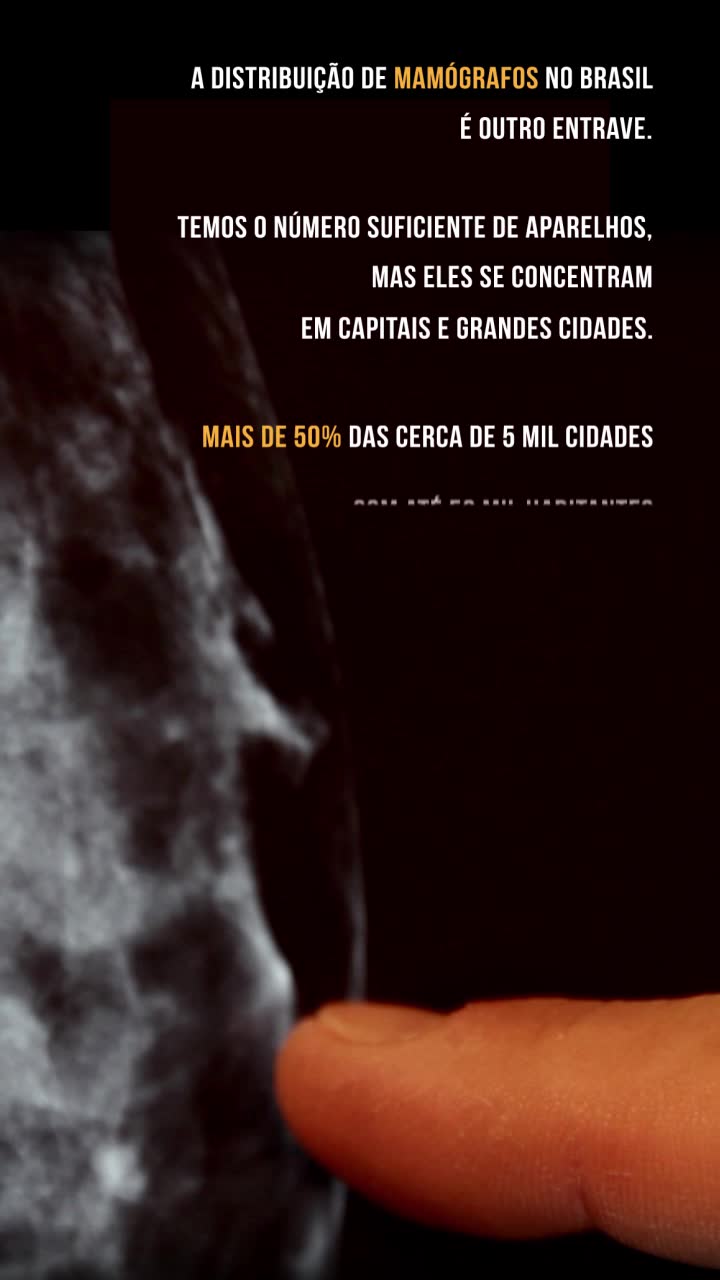 A DISTRIBUIÇÃO DE MAMÓGRAFOS NO BRASIL
É OUTRO ENTRAVE.
TEMOS O NÚMERO SUFICIENTE DE APARELHOS,
MAS ELES SE CONCENTRAM
EM CAPITAIS E GRANDES CIDADES.
MAIS DE 50% DAS CERCA DE 5 MIL CIDADES